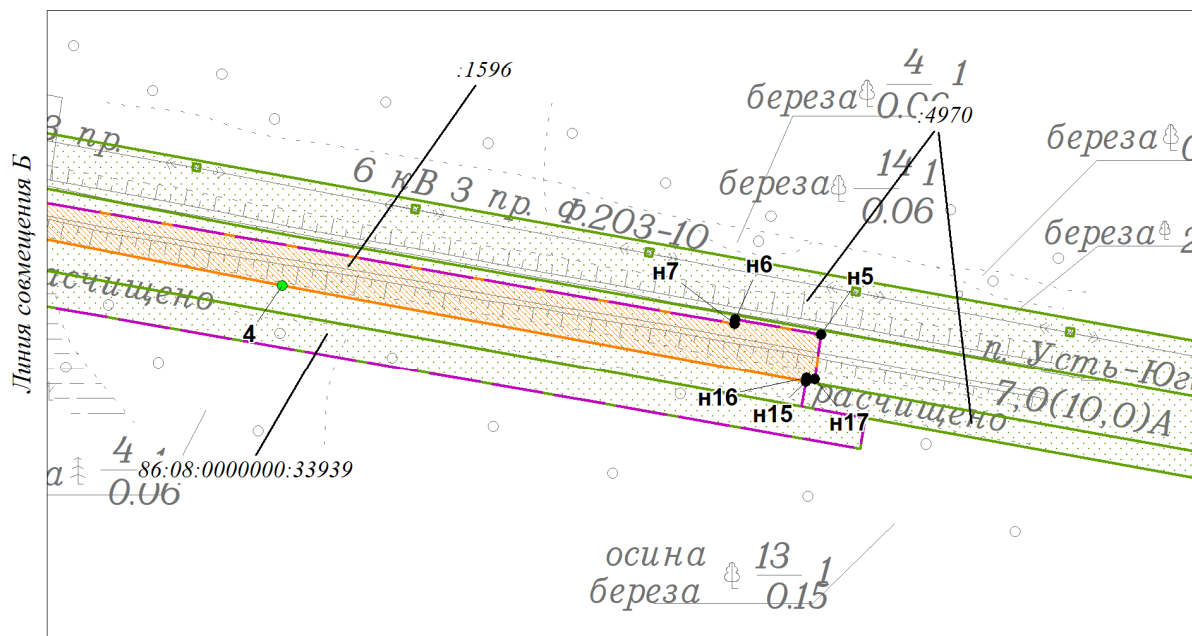 Линия совмещения Б
:1596
4 1
береза 0.06
:4970
береза
3 пр.
6 кВ 3 пр. ф.203-10
14 1
береза 0.06
береза 2
н7
н6
н5
4
п. Усть-Юг
н16
н15
расчищено
н17
7,0(10,0)А
4 1
0.06
86:08:0000000:33939
осина 13 1
береза 0.15